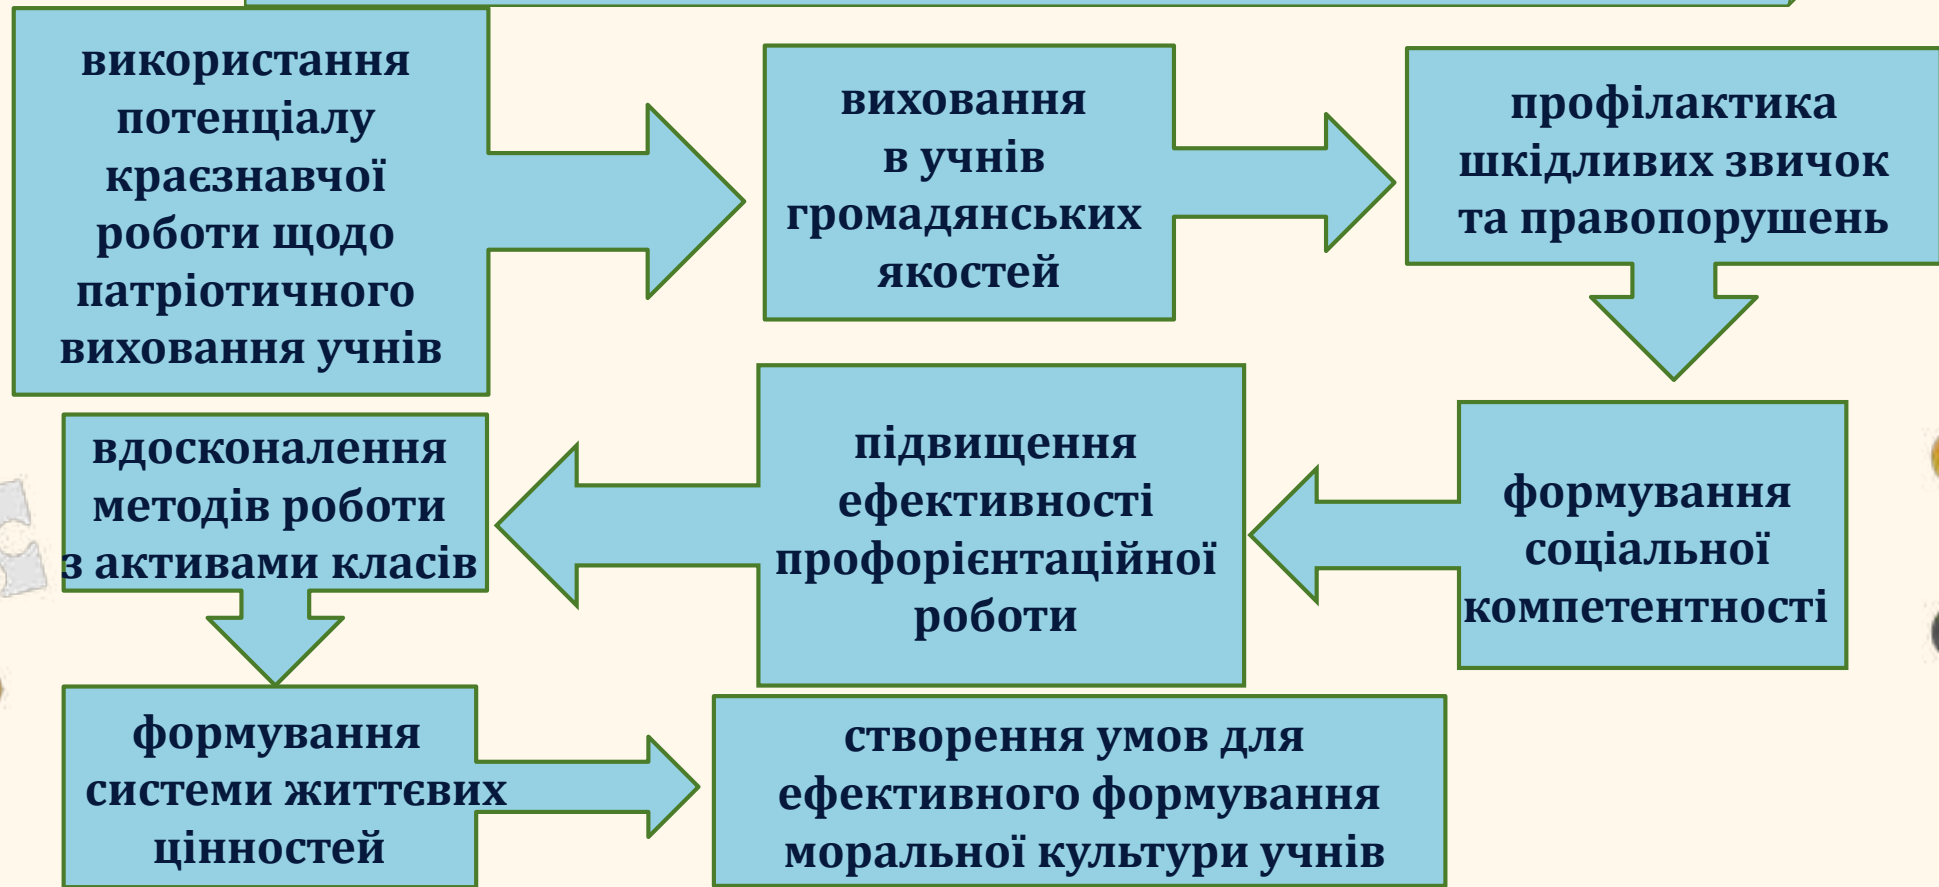 використання
потенціалу
краєзнавчої
роботи щодо
патріотичного
виховання учнів
виховання
в учнів
громадянських
якостей
профілактика
шкідливих звичок
та правопорушень
формування
соціальної
компетентності
підвищення
ефективності
профорієнтаційної
роботи
вдосконалення
методів роботи
з активами класів
формування
системи життєвих
цінностей
створення умов для
ефективного формування
моральної культури учнів